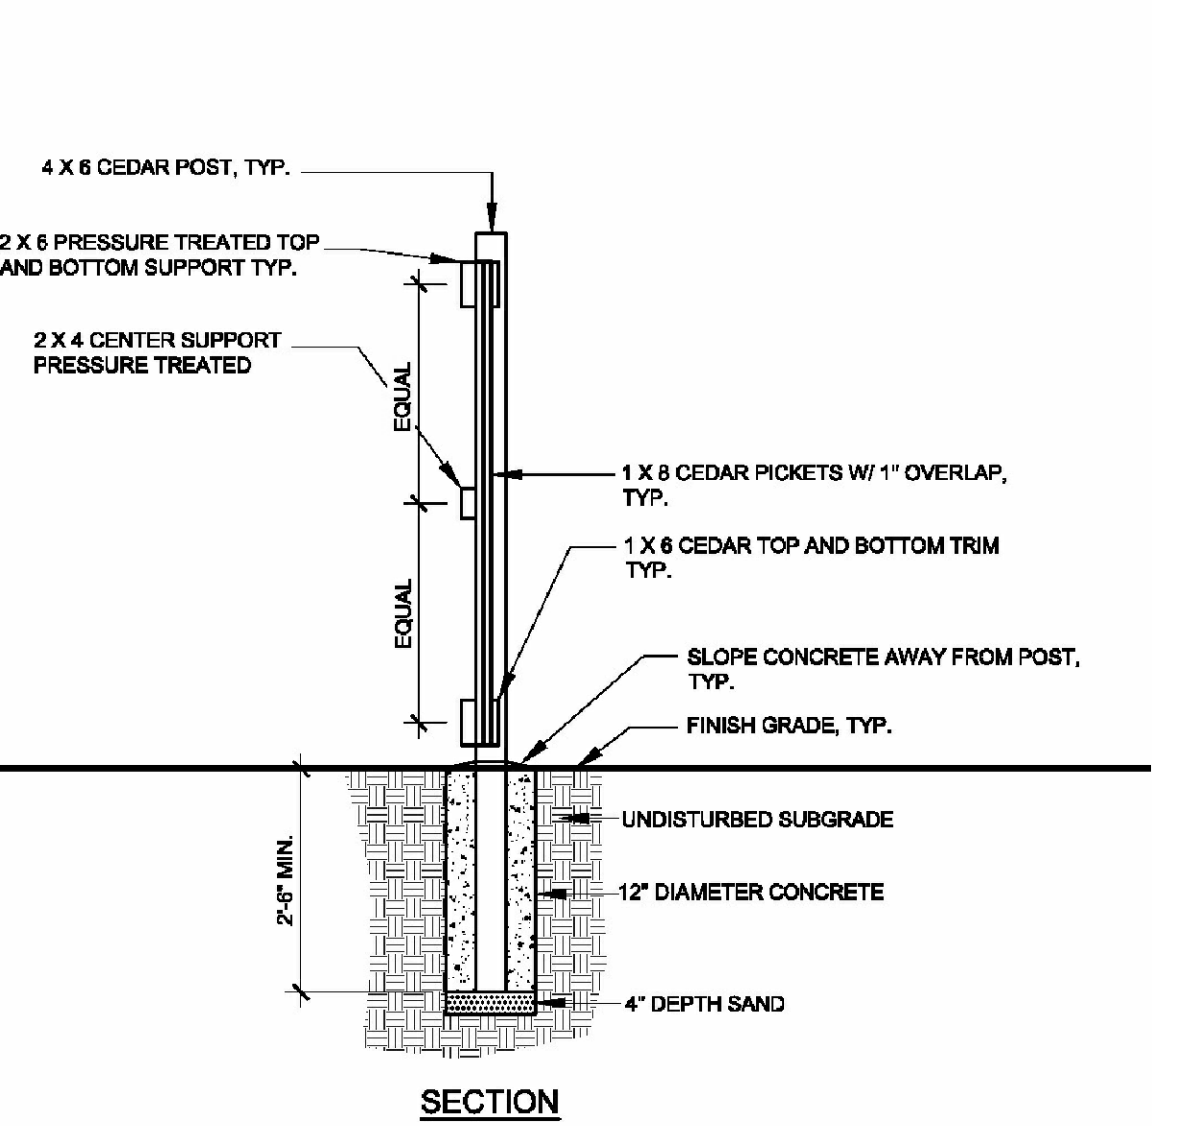 4 X 6 CEDAR POST, TYP.
2 X 6 PRESSURE TREATED TOP
AND BOTTOM SUPPORT TYP.
2 X 4 CENTER SUPPORT
PRESSURE TREATED
EQUAL
1 X 8 CEDAR PICKETS W/ 1" OVERLAP,
TYP.
1 X 6 CEDAR TOP AND BOTTOM TRIM
TYP.
EQUAL
SLOPE CONCRETE AWAY FROM POST,
TYP.
FINISH GRADE, TYP.
UNDISTURBED SUBGRADE
2'-6" MIN.
12" DIAMETER CONCRETE
4" DEPTH SAND
SECTION